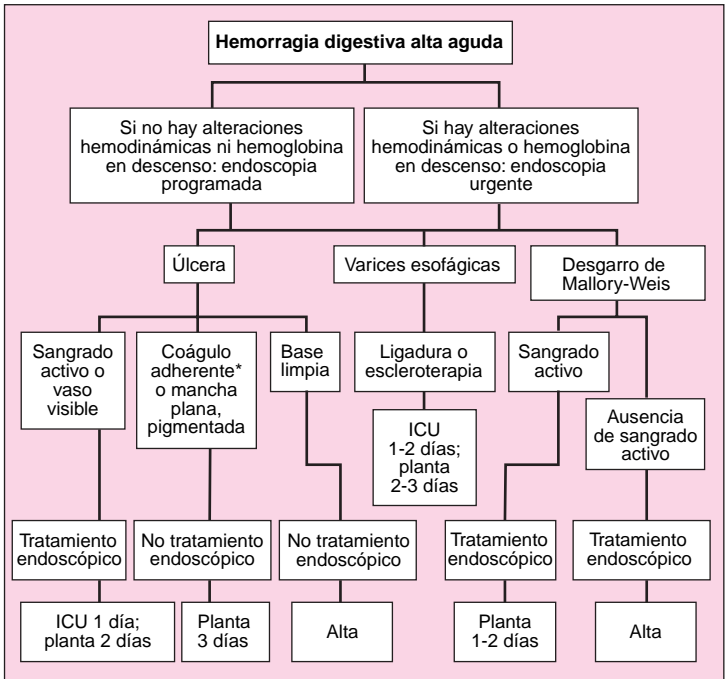 Hemorragia digestiva alta aguda
Si no hay alteraciones
hemodinámicas ni hemoglobina
en descenso: endoscopia
programada
Si hay alteraciones
hemodinámicas o hemoglobina
en descenso: endoscopia
urgente
Úlcera
Varices esofágicas
Desgarro de
Mallory-Weis
Sangrado
activo o
vaso
visible
Coágulo
adherente*
o mancha
plana,
pigmentada
Base
limpia
Ligadura o
escleroterapia
Sangrado
activo
ICU
1-2 días;
planta
2-3 días
Ausencia
de sangrado
activo
Tratamiento
endoscópico
No tratamiento
endoscópico
No tratamiento
endoscópico
Tratamiento
endoscópico
Tratamiento
endoscópico
ICU 1 día;
planta 2 días
Planta
3 días
Alta
Planta
1-2 días
Alta